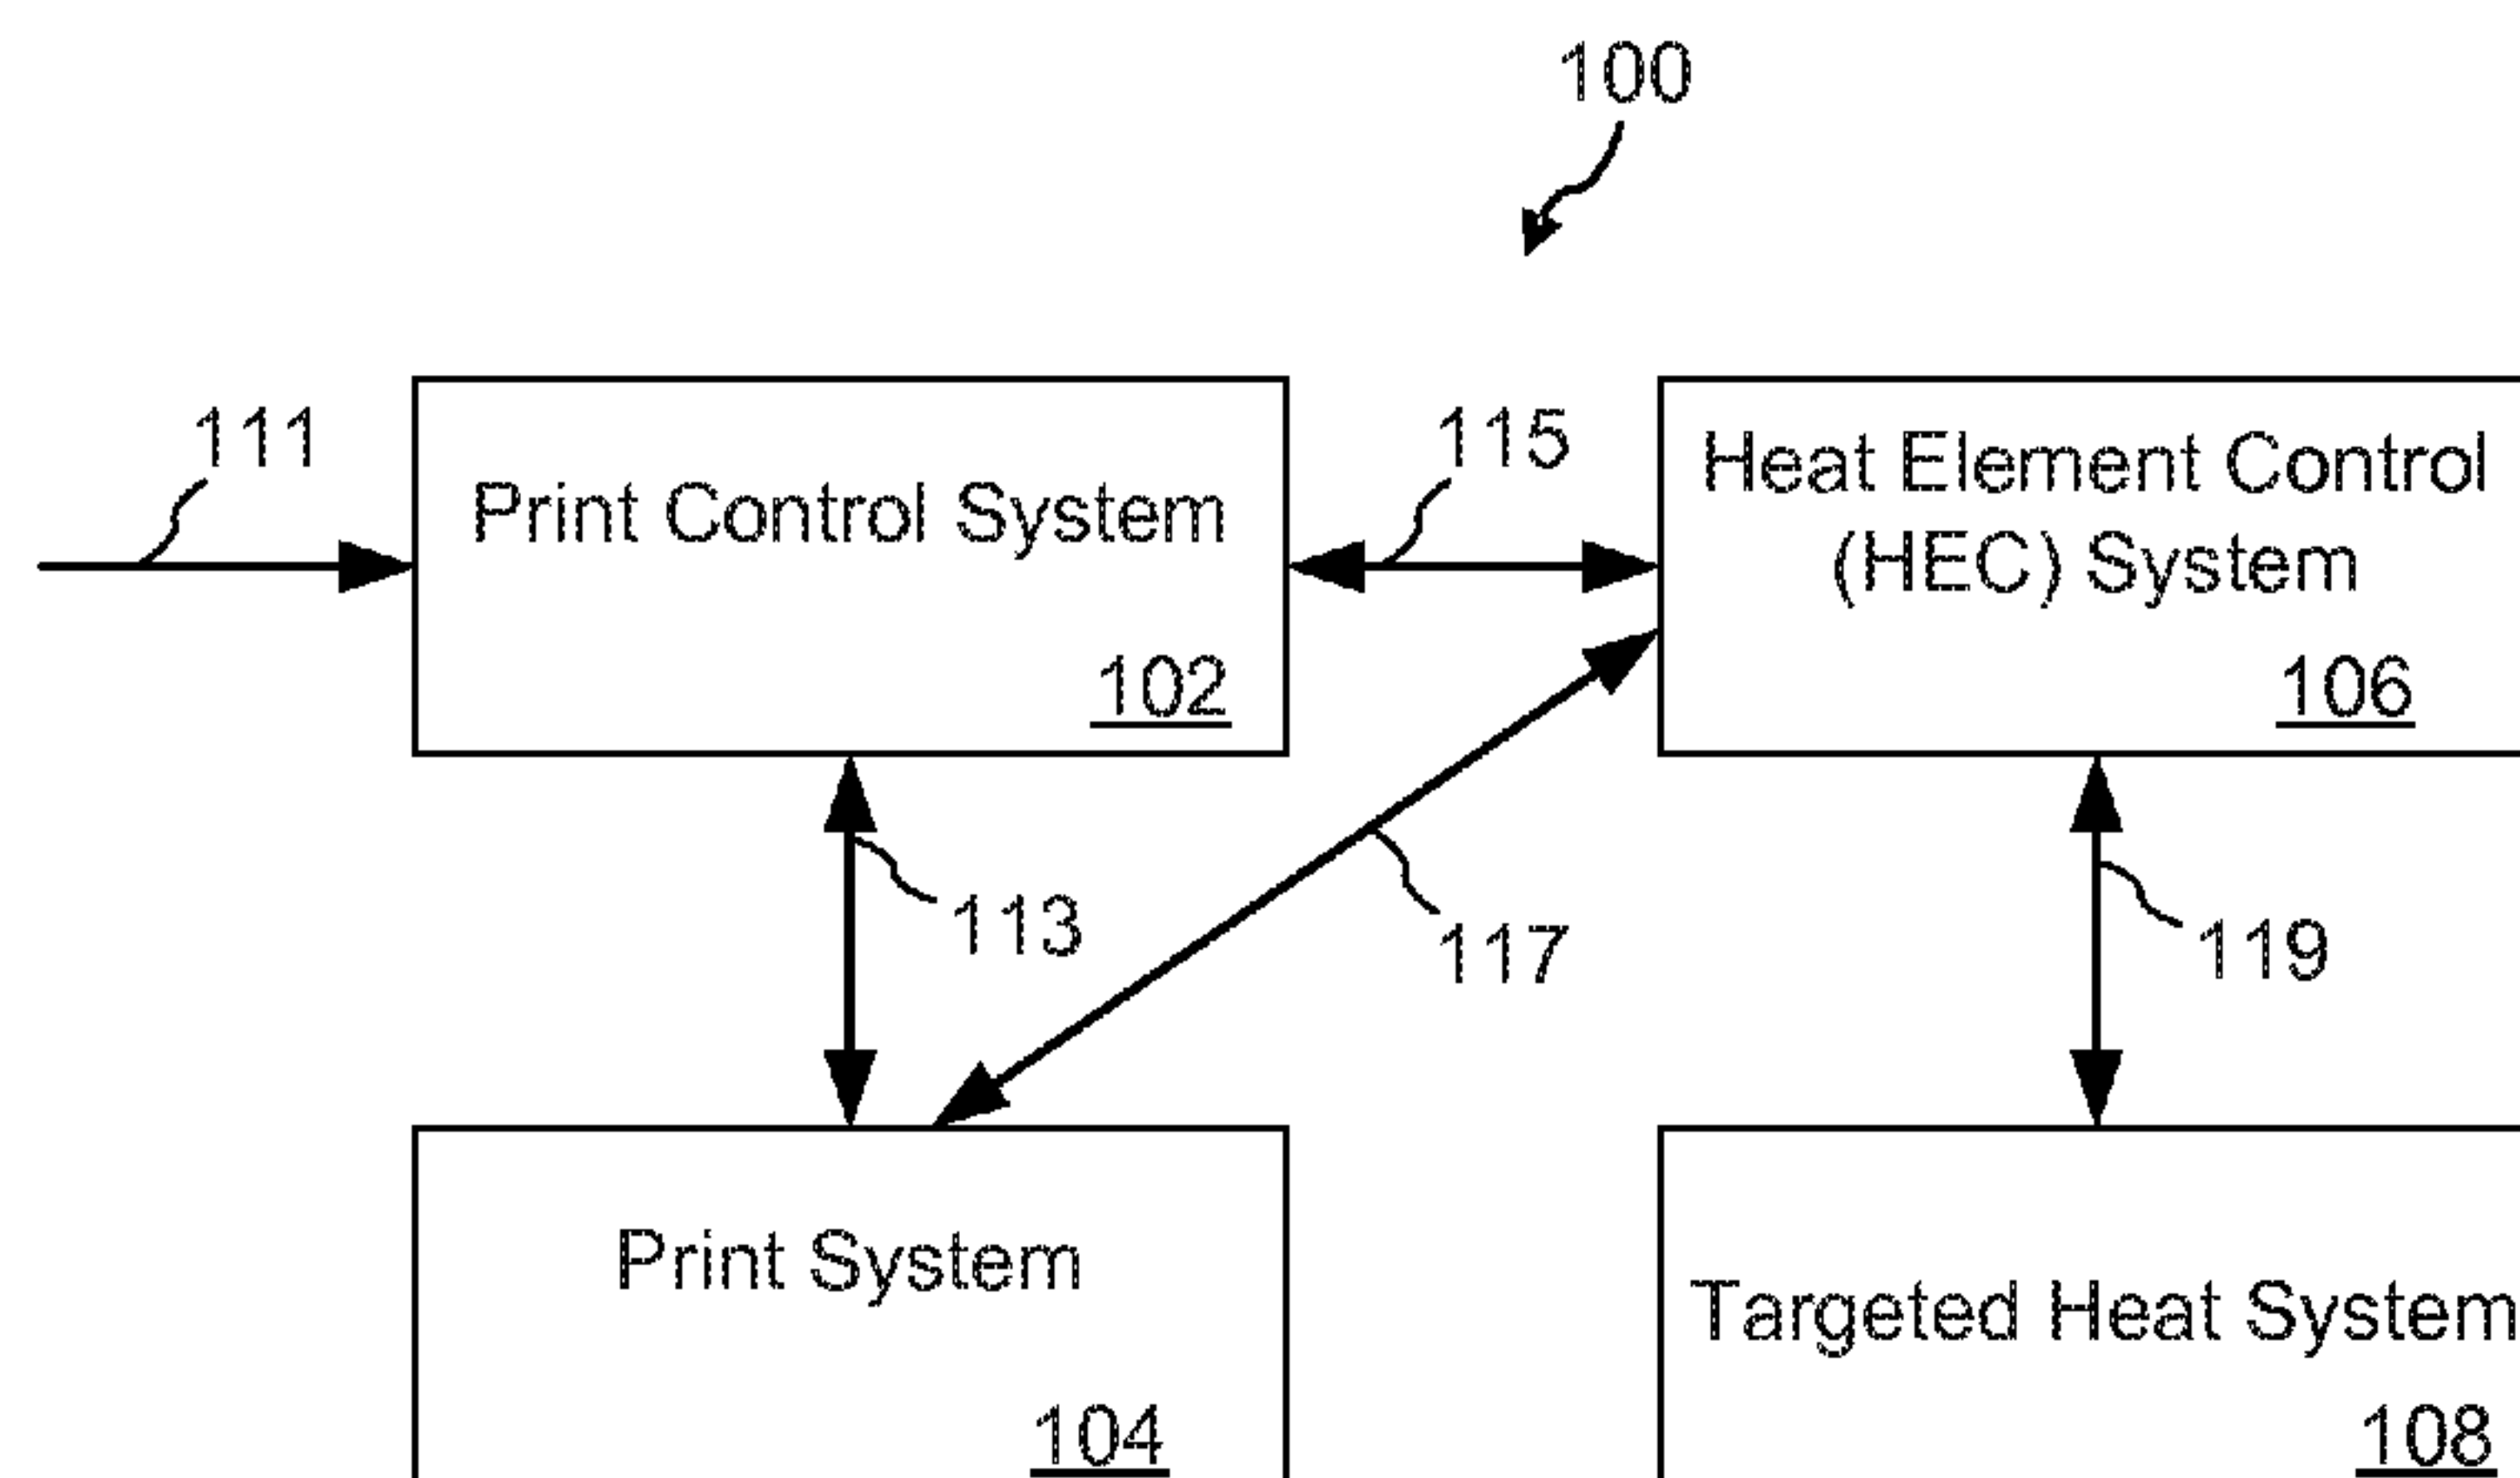 100
111
115
Print Control System
102
Heat Element Control
(HEC) System
106
113
117
119
Print System
104
Targeted Heat System
108